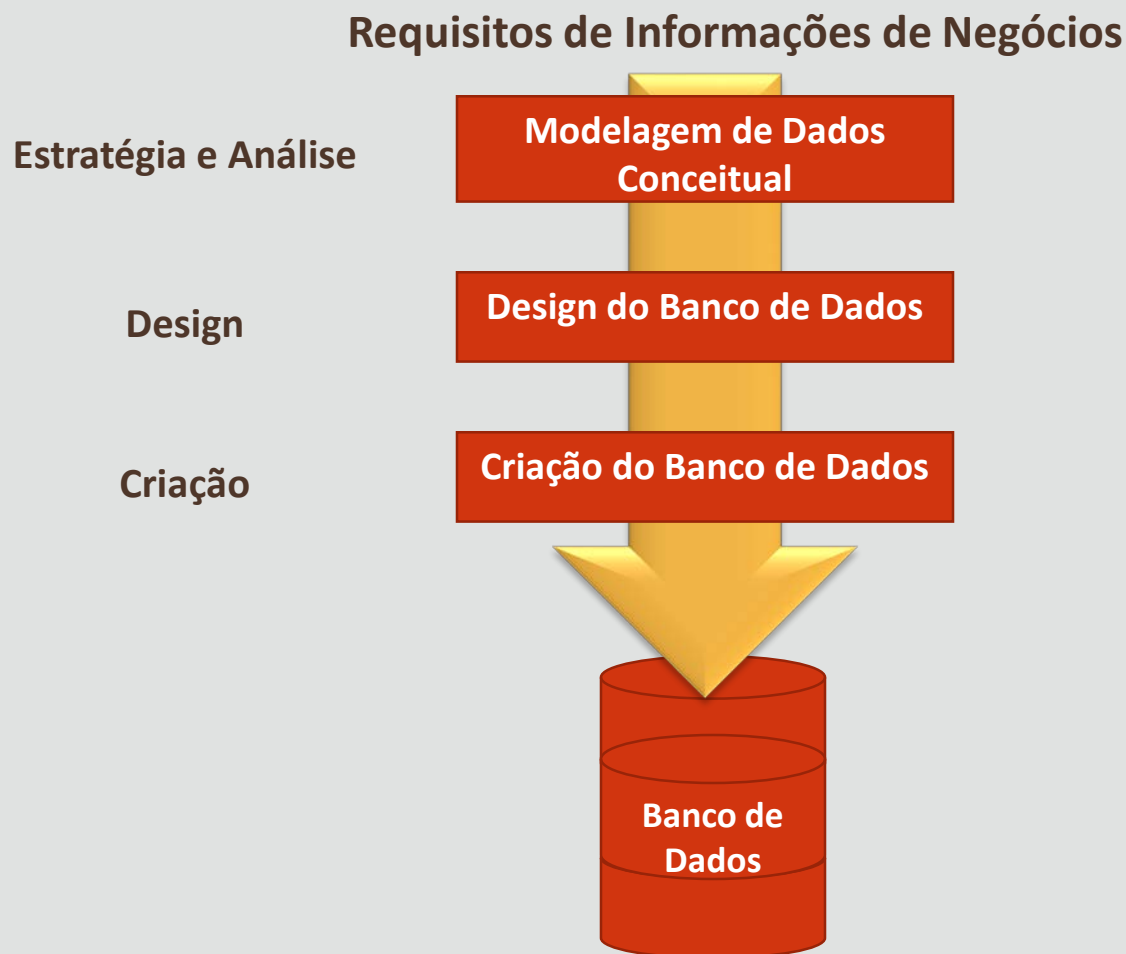 Requisitos de Informações de Negócios
Estratégia e Análise
Modelagem de Dados
Conceitual
Design
Design do Banco de Dados
Criação
Criação do Banco de Dados
Banco de
Dados